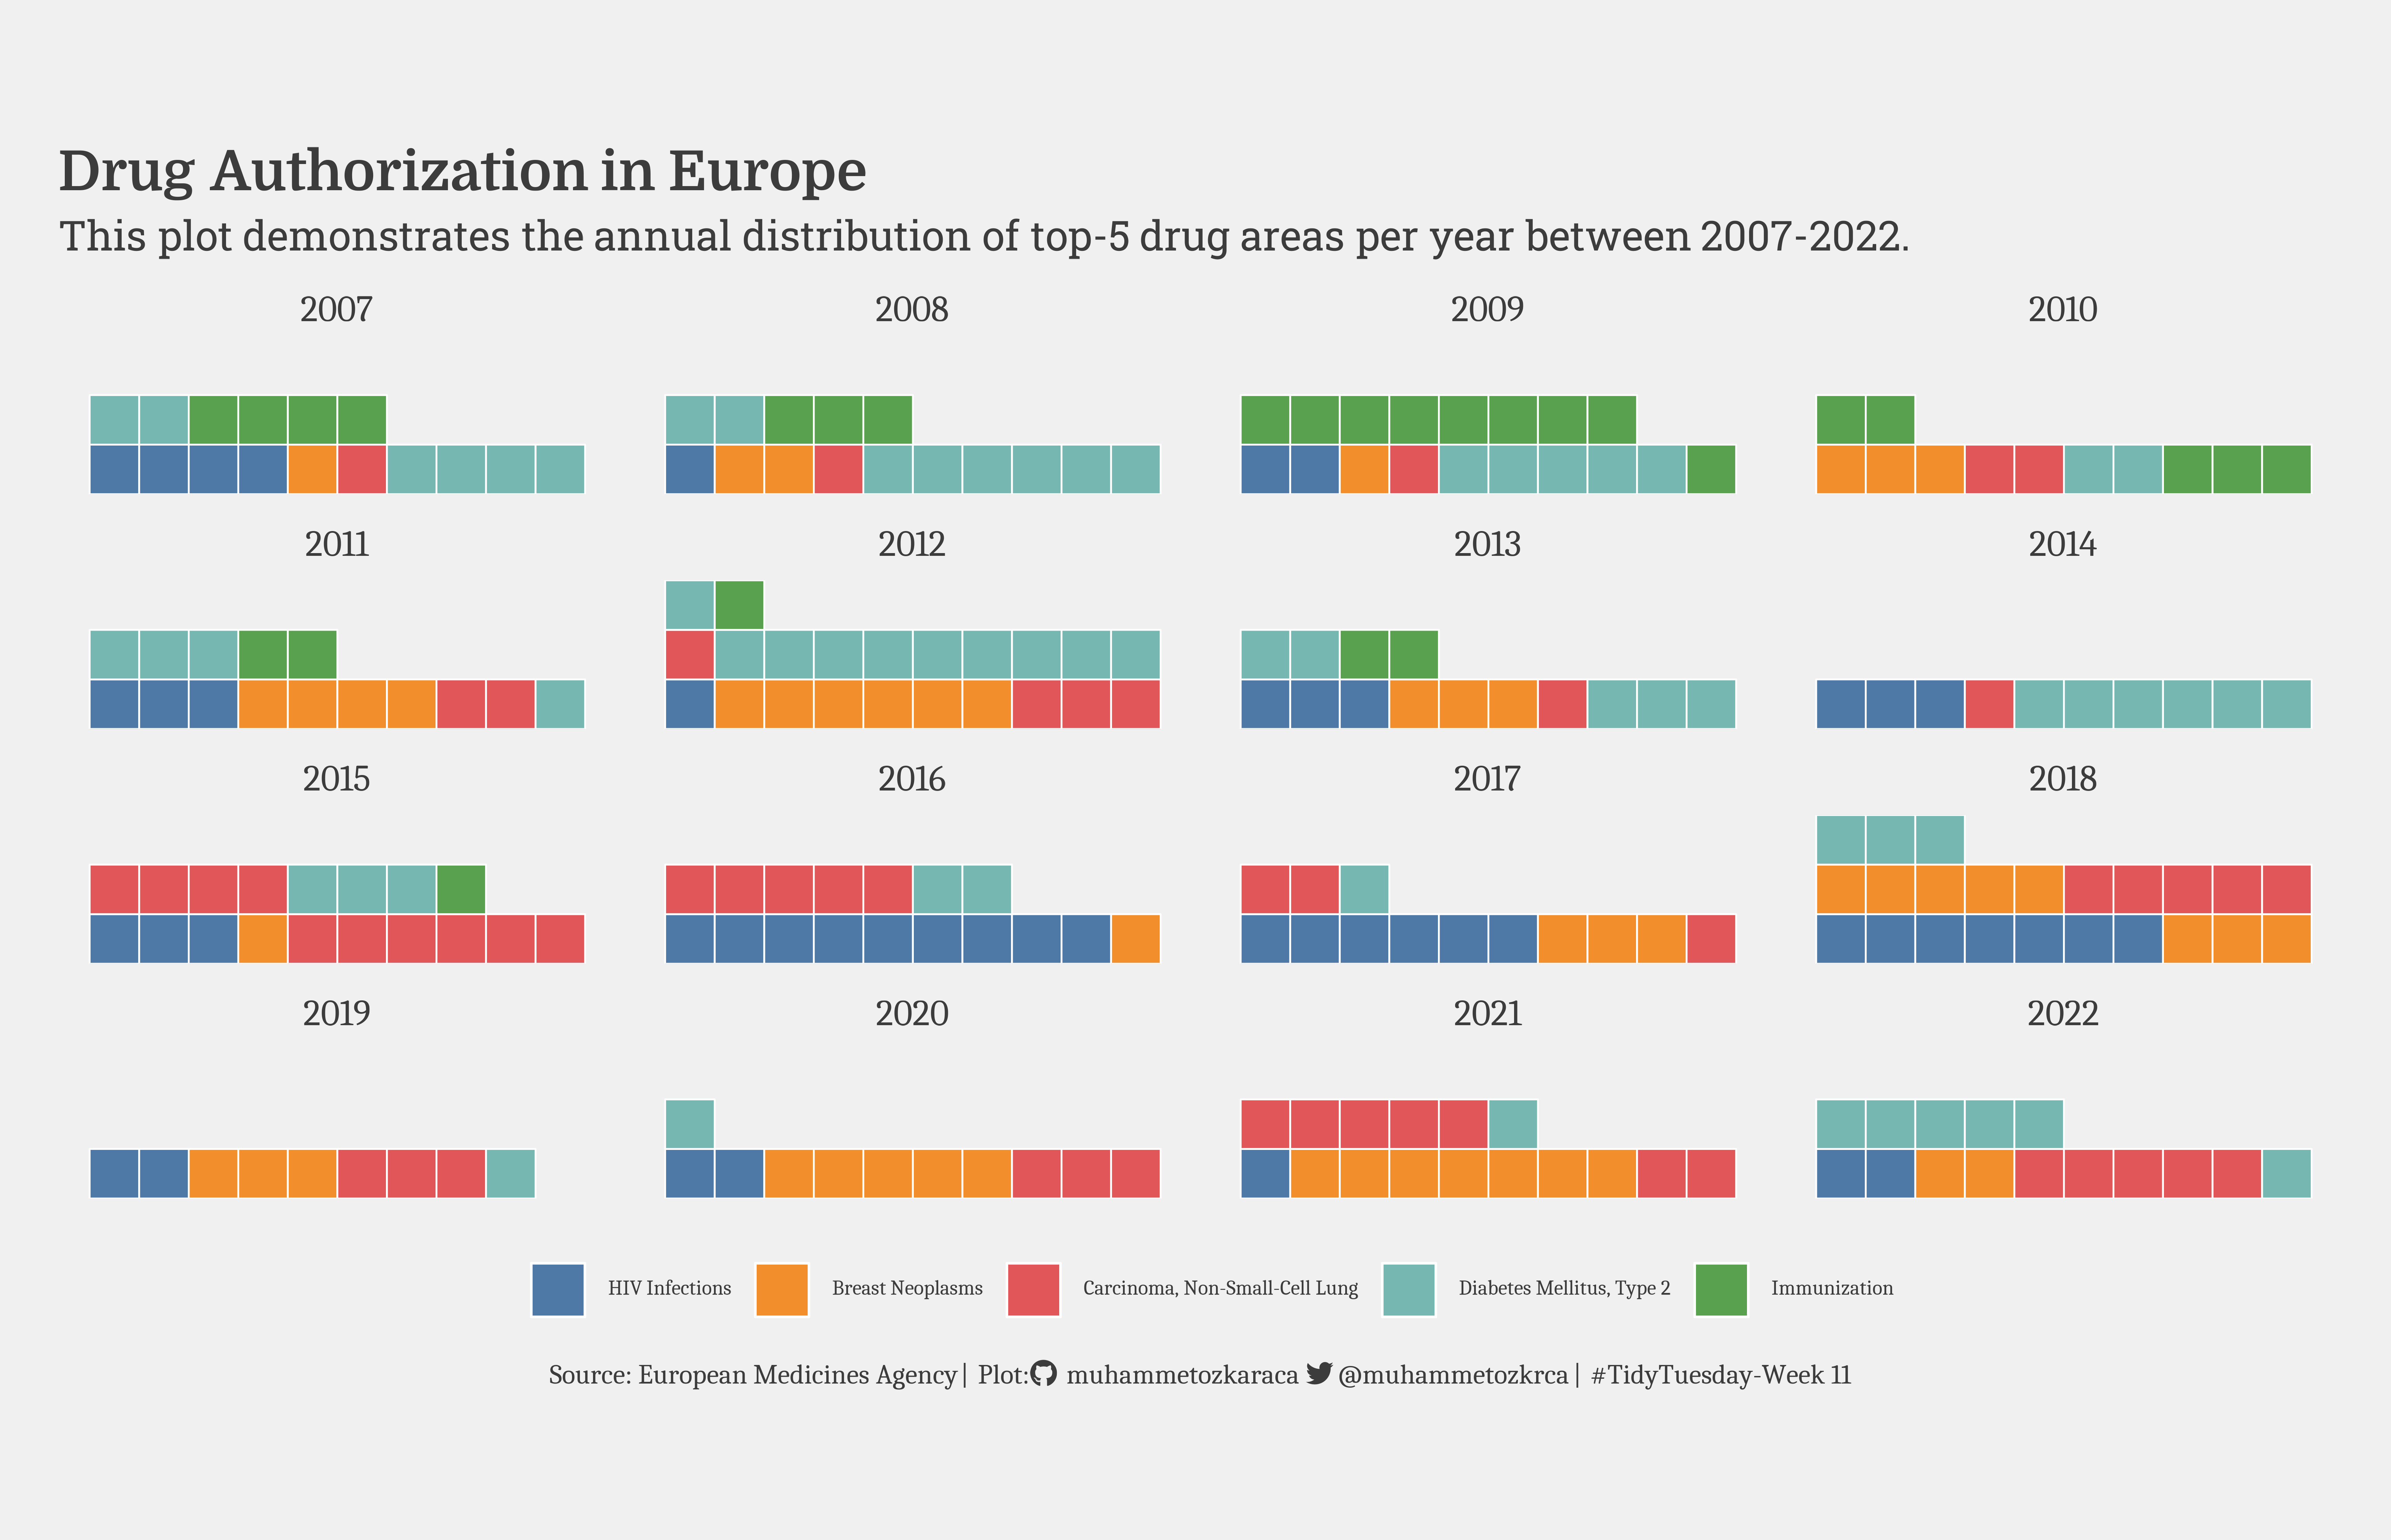 Drug Authorization in Europe
This plot demonstrates the annual distribution of top-5 drug areas per year between 2007-2022.
2007 2008 2009 2010
2011 2012 2013 2014
2015 2016 2017 2018
2019 2020 2021 2022
HIV Infections Breast Neoplasms Carcinoma, Non-Small-Cell Lung Diabetes Mellitus, Type 2 Immunization
Source: European Medicines Agency| Plot: muhammetozkaraca @muhammetozkrca| #TidyTuesday-Week 11